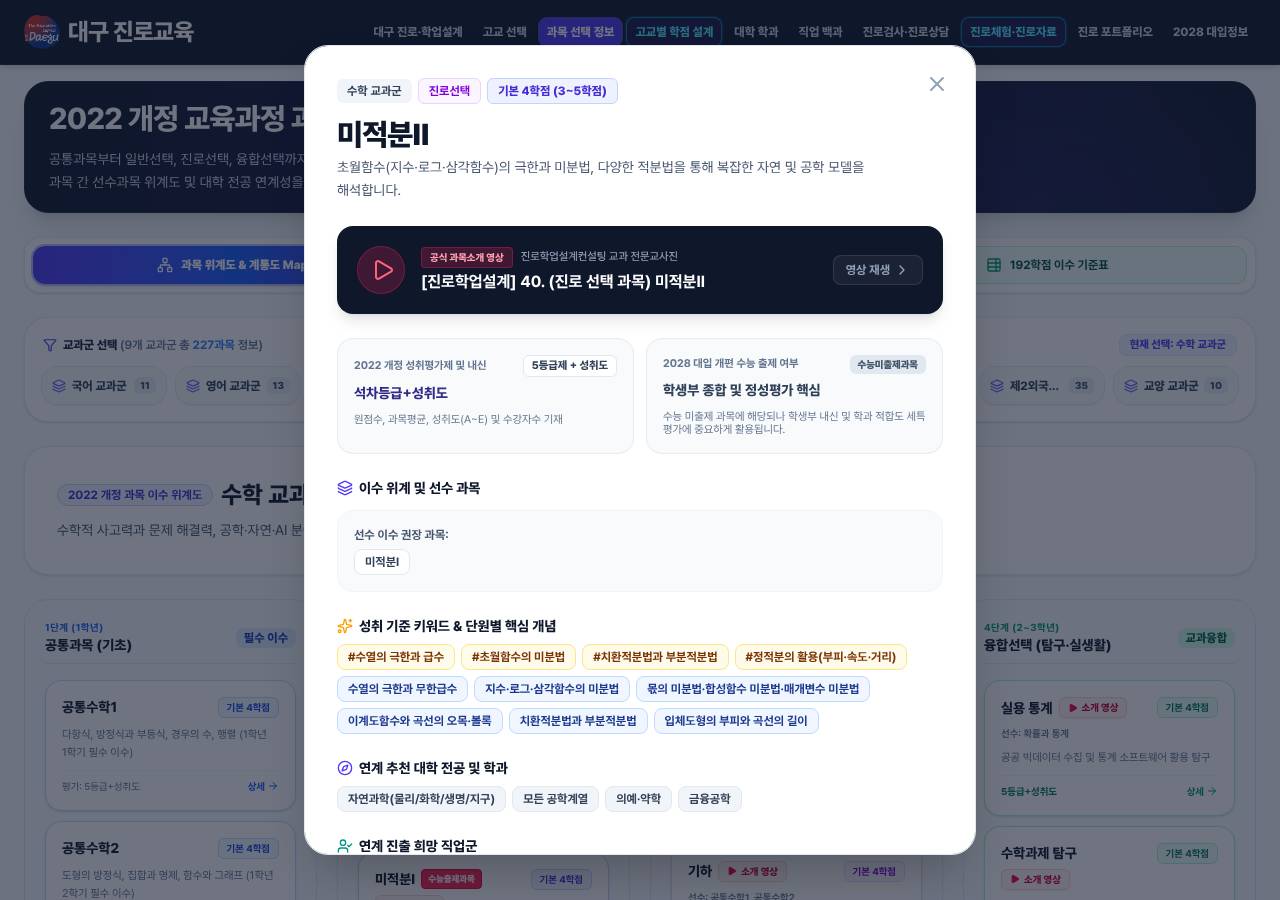 대구 진로교육
대구 진로·학업설계
고교 선택
과목 선택 정보
고교별 학점 설계
대학 학과
직업 백과
진로검사·진로상담
진로체험·진로자료
진로 포트폴리오
2028 대입정보
2022 개정 교육과정 과
공통과목부터 일반선택, 진로선택, 융합선택까지
과목 간 선수과목 위계도 및 대학 전공 연계성을
과목 위계도 & 계통도 Map
192학점 이수 기준표
교과군 선택 (9개 교과군 총 227과목 정보)
현재 선택: 수학 교과군
국어 교과군 11
영어 교과군 13
제2외국... 35
교양 교과군 10
2022 개정 과목 이수 위계도
수학 교과
수학적 사고력과 문제 해결력, 공학·자연·AI 분
1단계 (1학년)
공통과목 (기초)
필수 이수
공통수학1
기본 4학점
다항식, 방정식과 부등식, 경우의 수, 행렬 (1학년
1학기 필수 이수)
평가: 5등급+성취도
상세 →
공통수학2
기본 4학점
도형의 방정식, 집합과 명제, 함수와 그래프 (1학년
2학기 필수 이수)
수학 교과군
진로선택
기본 4학점 (3~5학점)
미적분II
초월함수(지수·로그·삼각함수)의 극한과 미분법, 다양한 적분법을 통해 복잡한 자연 및 공학 모델을
해석합니다.
공식 과목소개 영상
진로학업설계컨설팅 교과 전문교사진
[진로학업설계] 40. (진로 선택 과목) 미적분II
영상 재생
2022 개정 성취평가제 및 내신
5등급제 + 성취도
석차등급+성취도
원점수, 과목평균, 성취도(A~E) 및 수강자수 기재
2028 대입 개편 수능 출제 여부
수능미출제과목
학생부 종합 및 정성평가 핵심
수능 미출제 과목에 해당되나 학생부 내신 및 학과 적합도 세특
평가에 중요하게 활용됩니다.
이수 위계 및 선수 과목
선수 이수 권장 과목:
미적분I
성취 기준 키워드 & 단원별 핵심 개념
#수열의 극한과 급수
#초월함수의 미분법
#치환적분법과 부분적분법
#정적분의 활용(부피·속도·거리)
수열의 극한과 무한급수
지수·로그·삼각함수의 미분법
몫의 미분법·합성함수 미분법·매개변수 미분법
이계도함수와 곡선의 오목·볼록
치환적분법과 부분적분법
입체도형의 부피와 곡선의 길이
연계 추천 대학 전공 및 학과
자연과학(물리/화학/생명/지구)
모든 공학계열
의예·약학
금융공학
연계 진출 희망 직업군
미적분I
수능출제과목
기본 4학점
기하
소개 영상
기본 4학점
선수: 공통수학1, 공통수학2
4단계 (2~3학년)
융합선택 (탐구·실생활)
교과융합
실용 통계
소개 영상
기본 4학점
선수: 확률과 통계
공공 빅데이터 수집 및 통계 소프트웨어 활용 탐구
5등급+성취도
상세 →
수학과제 탐구
기본 4학점
소개 영상